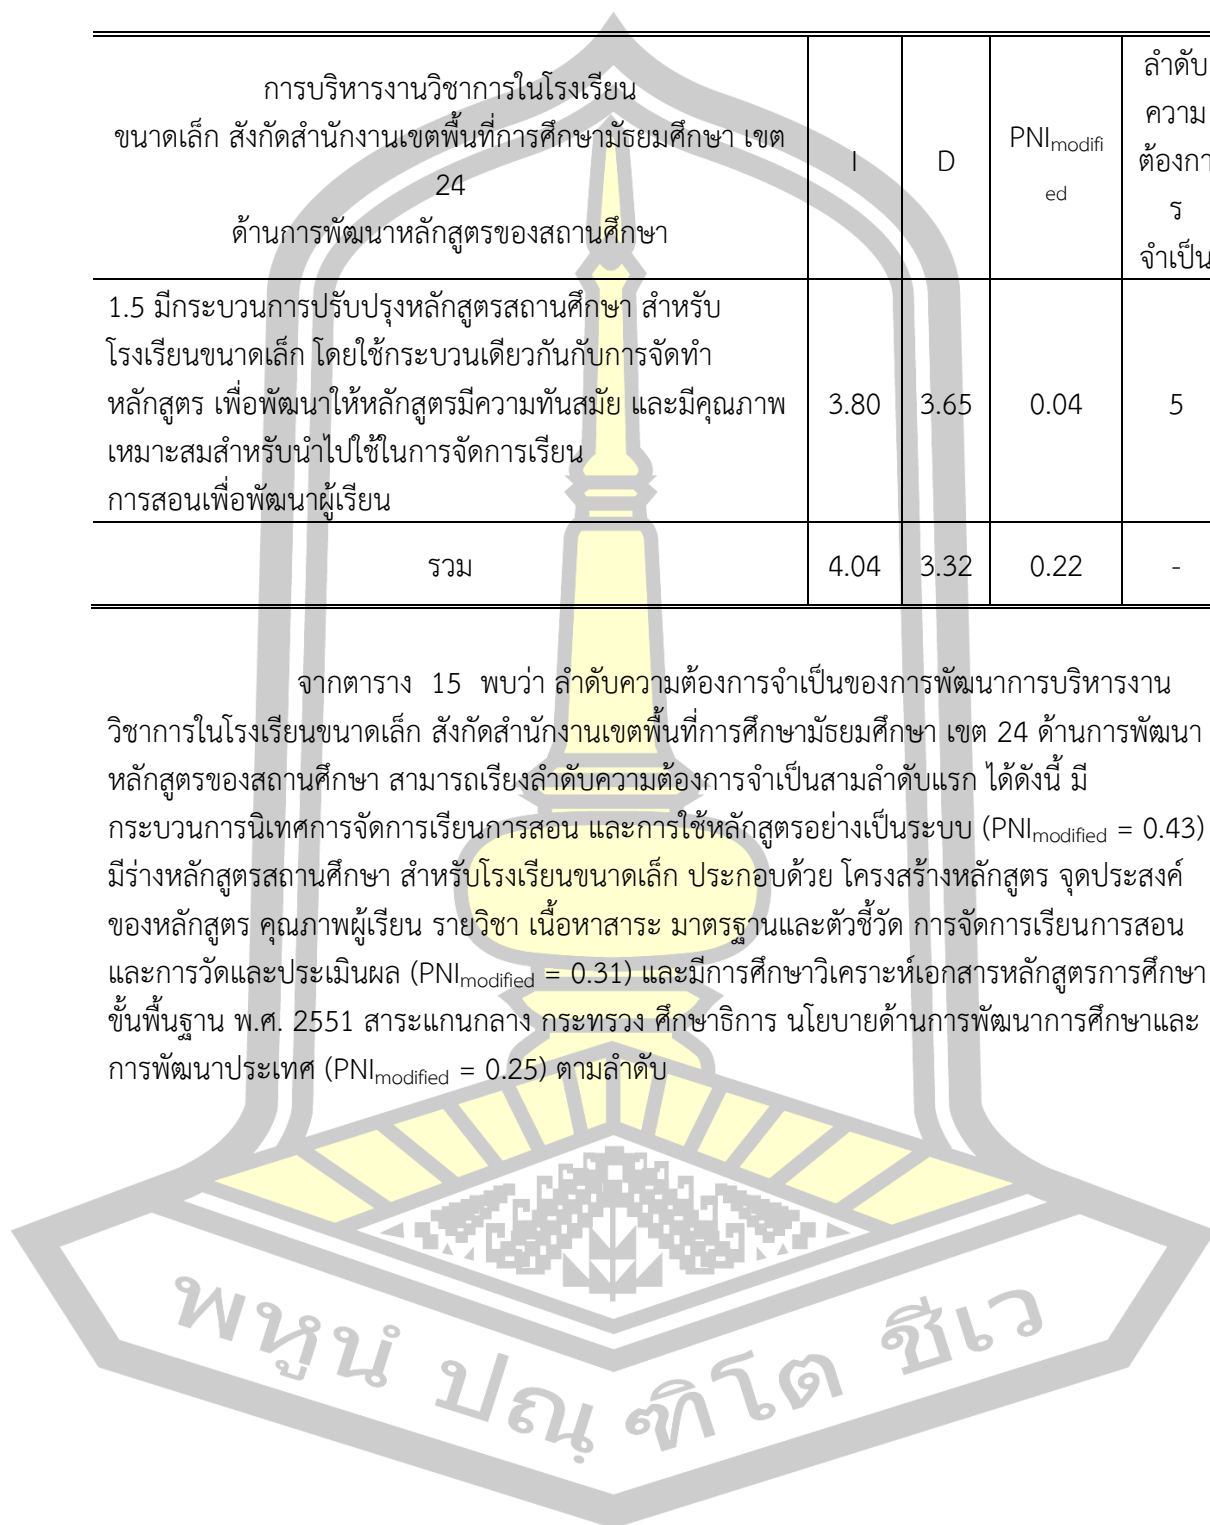 การบริหารงานวิชาการในโรงเรียน
ขนาดเล็ก สังกัดสำนักงานเขตพื้นที่การศึกษามัธยมศึกษา เขต
24
ด้านการพัฒนาหลักสูตรของสถานศึกษา
I
D
PNImodifi
ed
ลำดับ
ความ
ต้องกา
ร
จำเป็น
1.5 มีกระบวนการปรับปรุงหลักสูตรสถานศึกษา สำหรับ
โรงเรียนขนาดเล็ก โดยใช้กระบวนเดียวกันกับการจัดทำ
หลักสูตร เพื่อพัฒนาให้หลักสูตรมีความทันสมัย และมีคุณภาพ
เหมาะสมสำหรับนำไปใช้ในการจัดการเรียน
การสอนเพื่อพัฒนาผู้เรียน
3.80 3.65 0.04 5
รวม 4.04 3.32 0.22 -
จากตาราง 15 พบว่า ลำดับความต้องการจำเป็นของการพัฒนาการบริหารงาน
วิชาการในโรงเรียนขนาดเล็ก สังกัดสำนักงานเขตพื้นที่การศึกษามัธยมศึกษา เขต 24 ด้านการพัฒนา
หลักสูตรของสถานศึกษา สามารถเรียงลำดับความต้องการจำเป็นสามลำดับแรก ได้ดังนี้ มี
กระบวนการนิเทศการจัดการเรียนการสอน และการใช้หลักสูตรอย่างเป็นระบบ (PNImodified = 0.43)
มีร่างหลักสูตรสถานศึกษา สำหรับโรงเรียนขนาดเล็ก ประกอบด้วย โครงสร้างหลักสูตร จุดประสงค์
ของหลักสูตร คุณภาพผู้เรียน รายวิชา เนื้อหาสาระ มาตรฐานและตัวชี้วัด การจัดการเรียนการสอน
และการวัดและประเมินผล (PNImodified = 0.31) และมีการศึกษาวิเคราะห์เอกสารหลักสูตรการศึกษา
ขั้นพื้นฐาน พ.ศ. 2551 สาระแกนกลาง กระทรวง ศึกษาธิการ นโยบายด้านการพัฒนาการศึกษาและ
การพัฒนาประเทศ (PNImodified = 0.25) ตามลำดับ
พหูนํ ปณฺฑิโต ชีเว